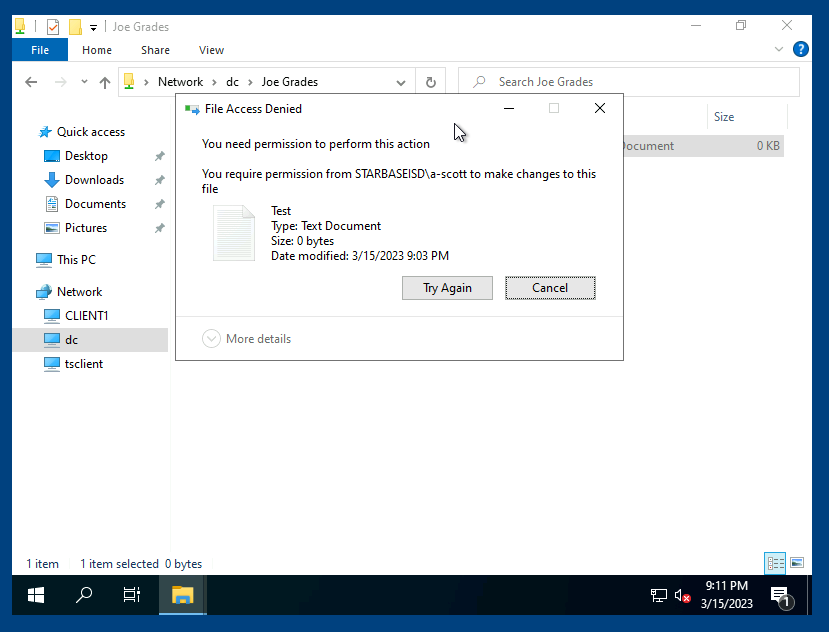 Joe Grades
File Home Share View
Network dc Joe Grades Search Joe Grades
File Access Denied
Size
Quick access
You need permission to perform this action
Document 0 KB
Desktop
Downloads
You require permission from STARBASEISD\a-scott to make changes to this
file
Documents
Test
Pictures
Type: Text Document
Size: 0 bytes
Date modified: 3/15/2023 9:03 PM
This PC
Network
Try Again Cancel
CLIENT1
dc
More details
tsclient
1 item 1 item selected 0 bytes
9:11 PM
3/15/2023
1